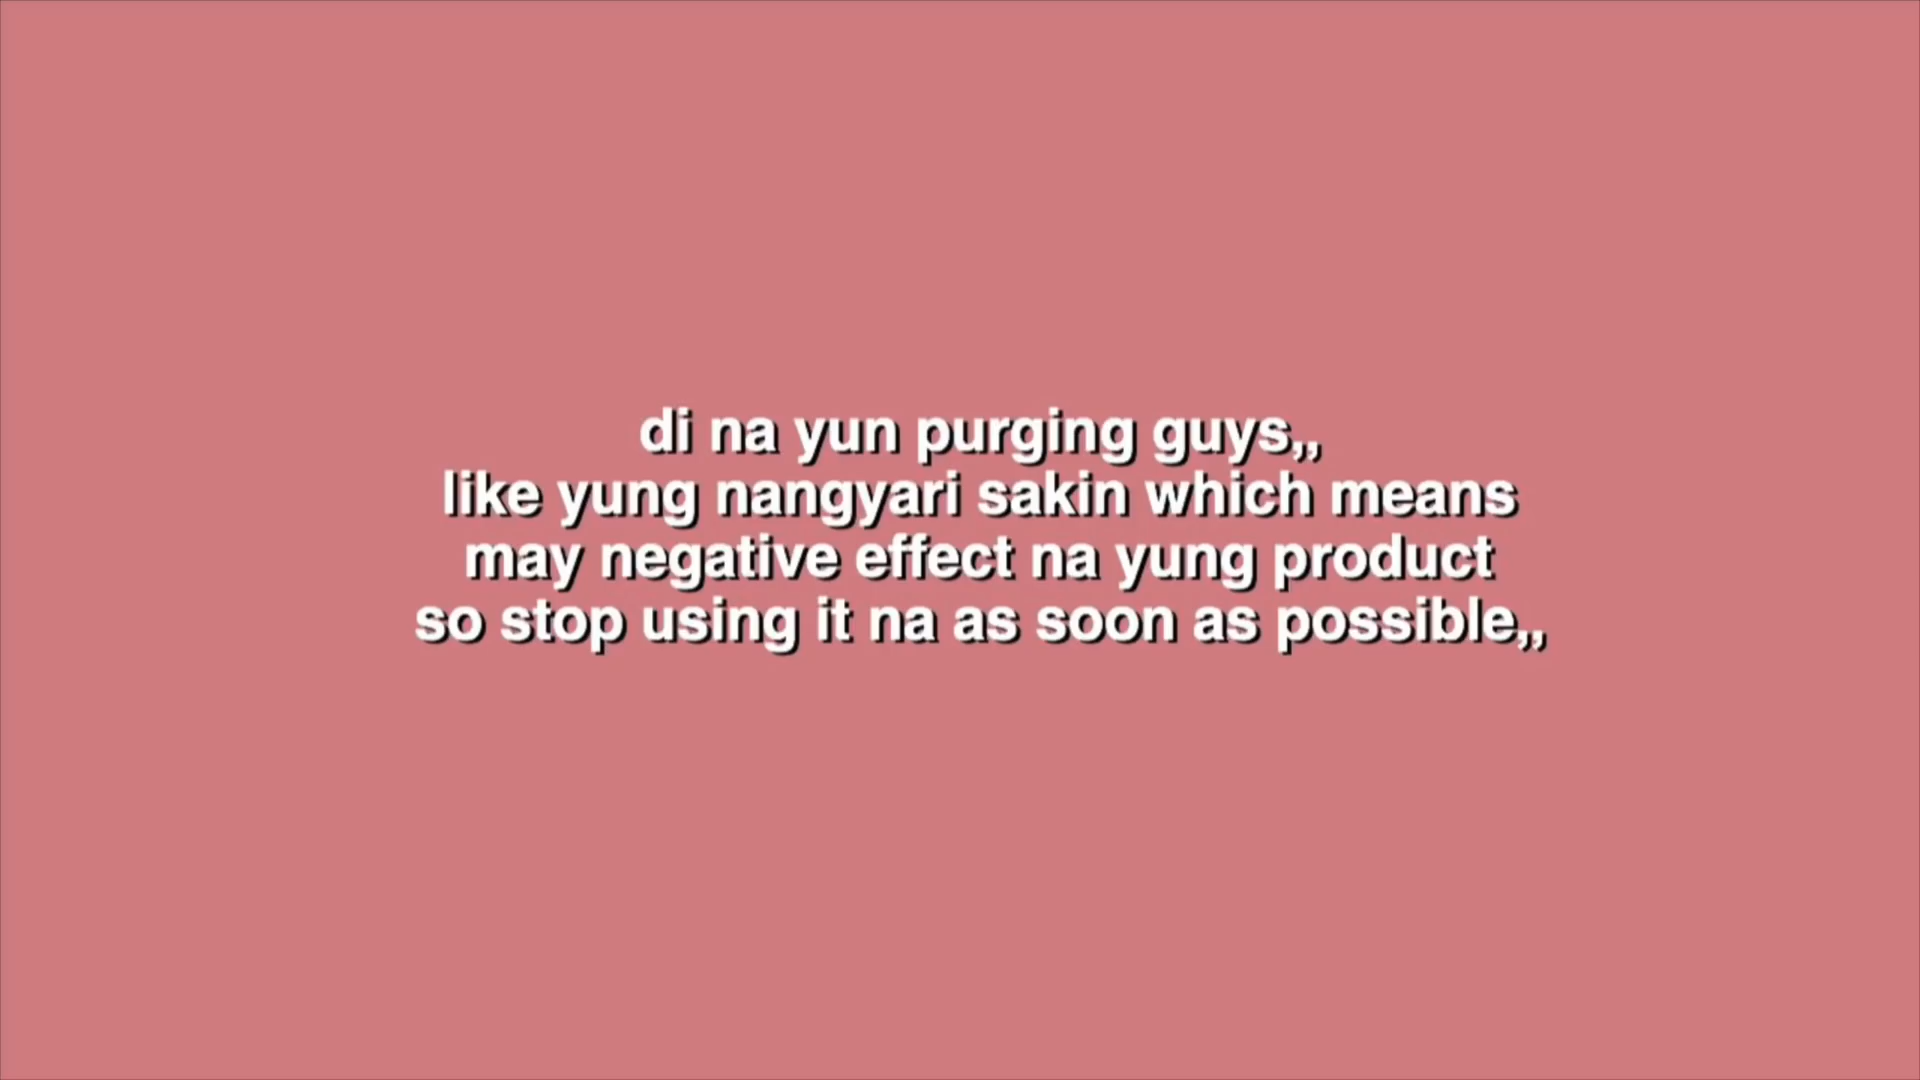 di na yun purging guys,,
like yung nangyari sakin which means
may negative effect na yung product
so stop using it na as soon as possible,,